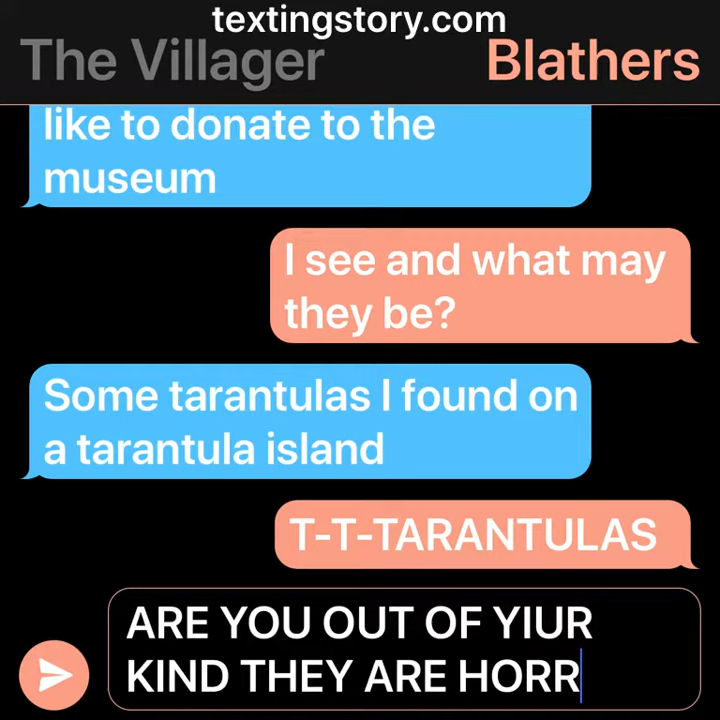 textingstory.com
The Villager
Blathers
like to donate to the
museum
I see and what may
they be?
Some tarantulas I found on
a tarantula island
T-T-TARANTULAS
ARE YOU OUT OF YIUR
KIND THEY ARE HORR